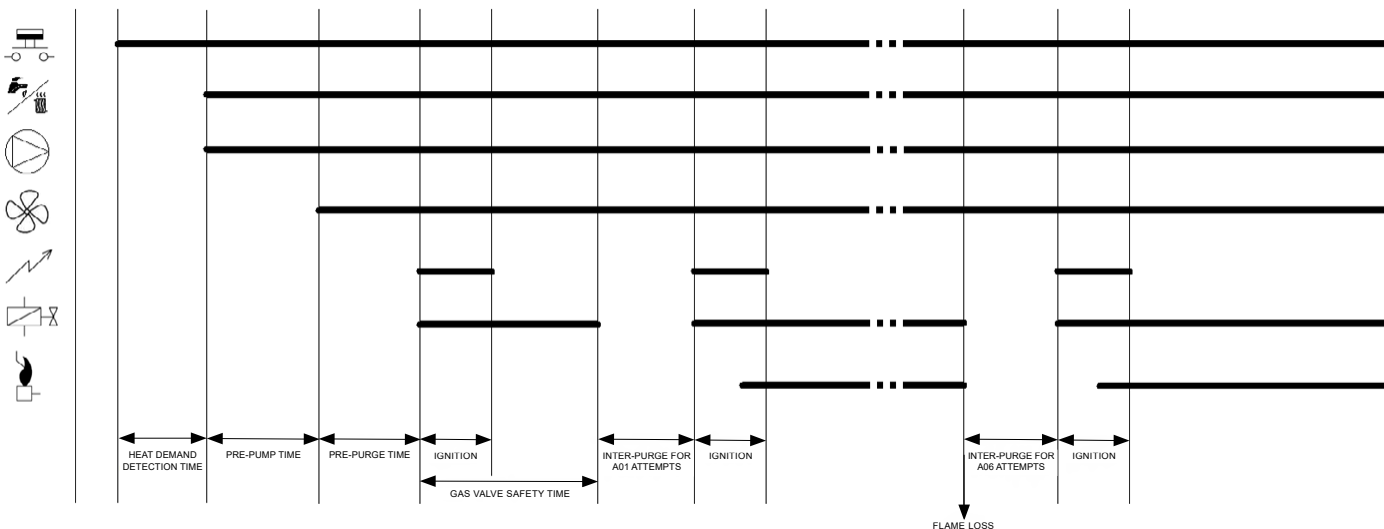 HEAT DEMAND
DETECTION TIME
PRE-PUMP TIME
PRE-PURGE TIME
IGNITION
INTER-PURGE FOR
A01 ATTEMPTS
IGNITION
INTER-PURGE FOR
A06 ATTEMPTS
IGNITION
GAS VALVE SAFETY TIME
FLAME LOSS